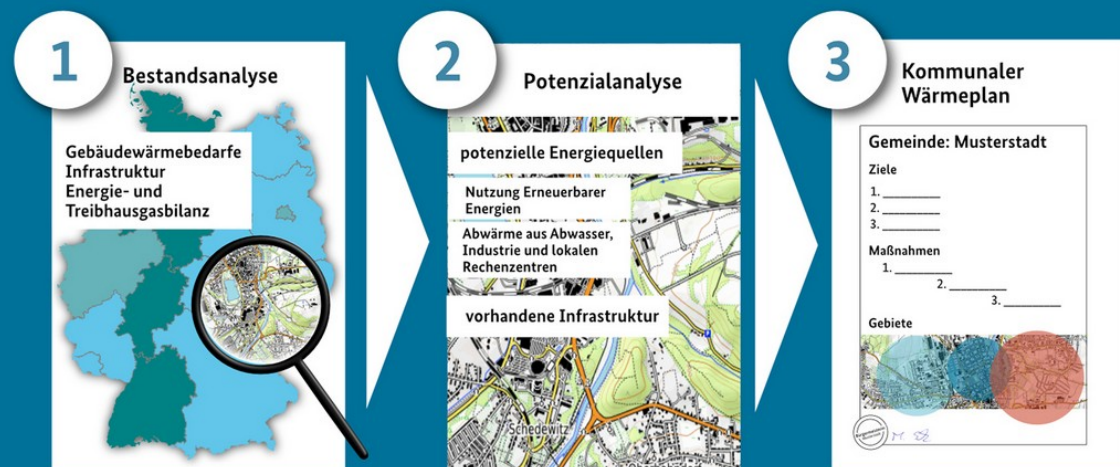 1
Bestandsanalyse
Gebäudewärmebedarfe
Infrastruktur
Energie- und
Treibhausgasbilanz
2
Potenzialanalyse
potenzielle Energiequellen
Nutzung Erneuerbarer
Energien
Abwärme aus Abwasser,
Industrie und lokalen
Rechenzentren
vorhandene Infrastruktur
Schedewitz
3
Kommunaler
Wärmeplan
Gemeinde: Musterstadt
Ziele
1.
2.
3.
Maßnahmen
1.
2.
3.
Gebiete